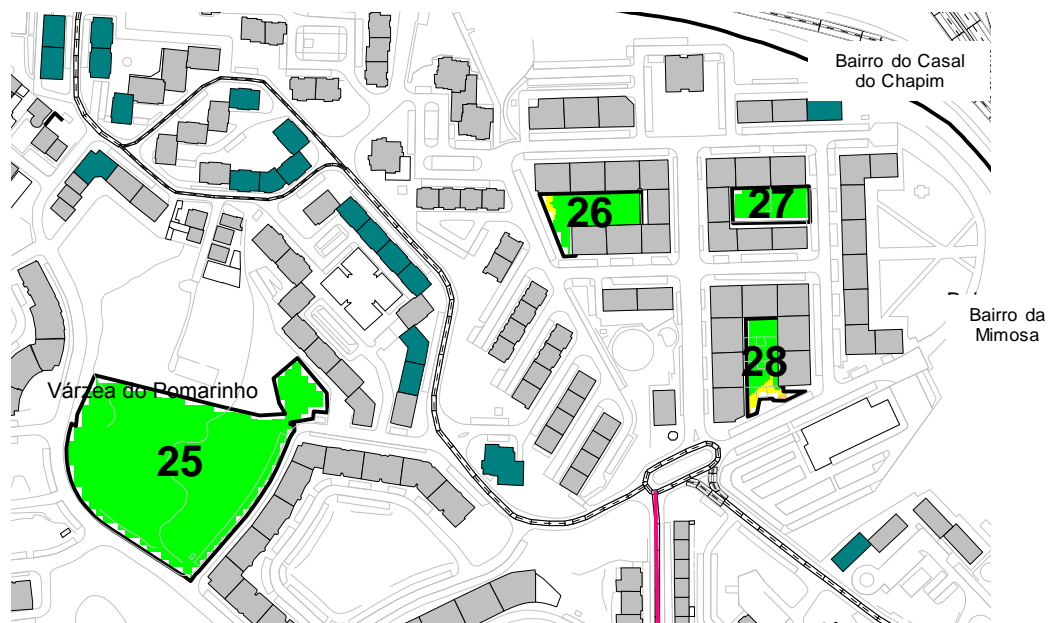 Bairro do Casal
do Chapim
26
27
Bairro da
Mimosa
28
Várzea do Pomarinho
25